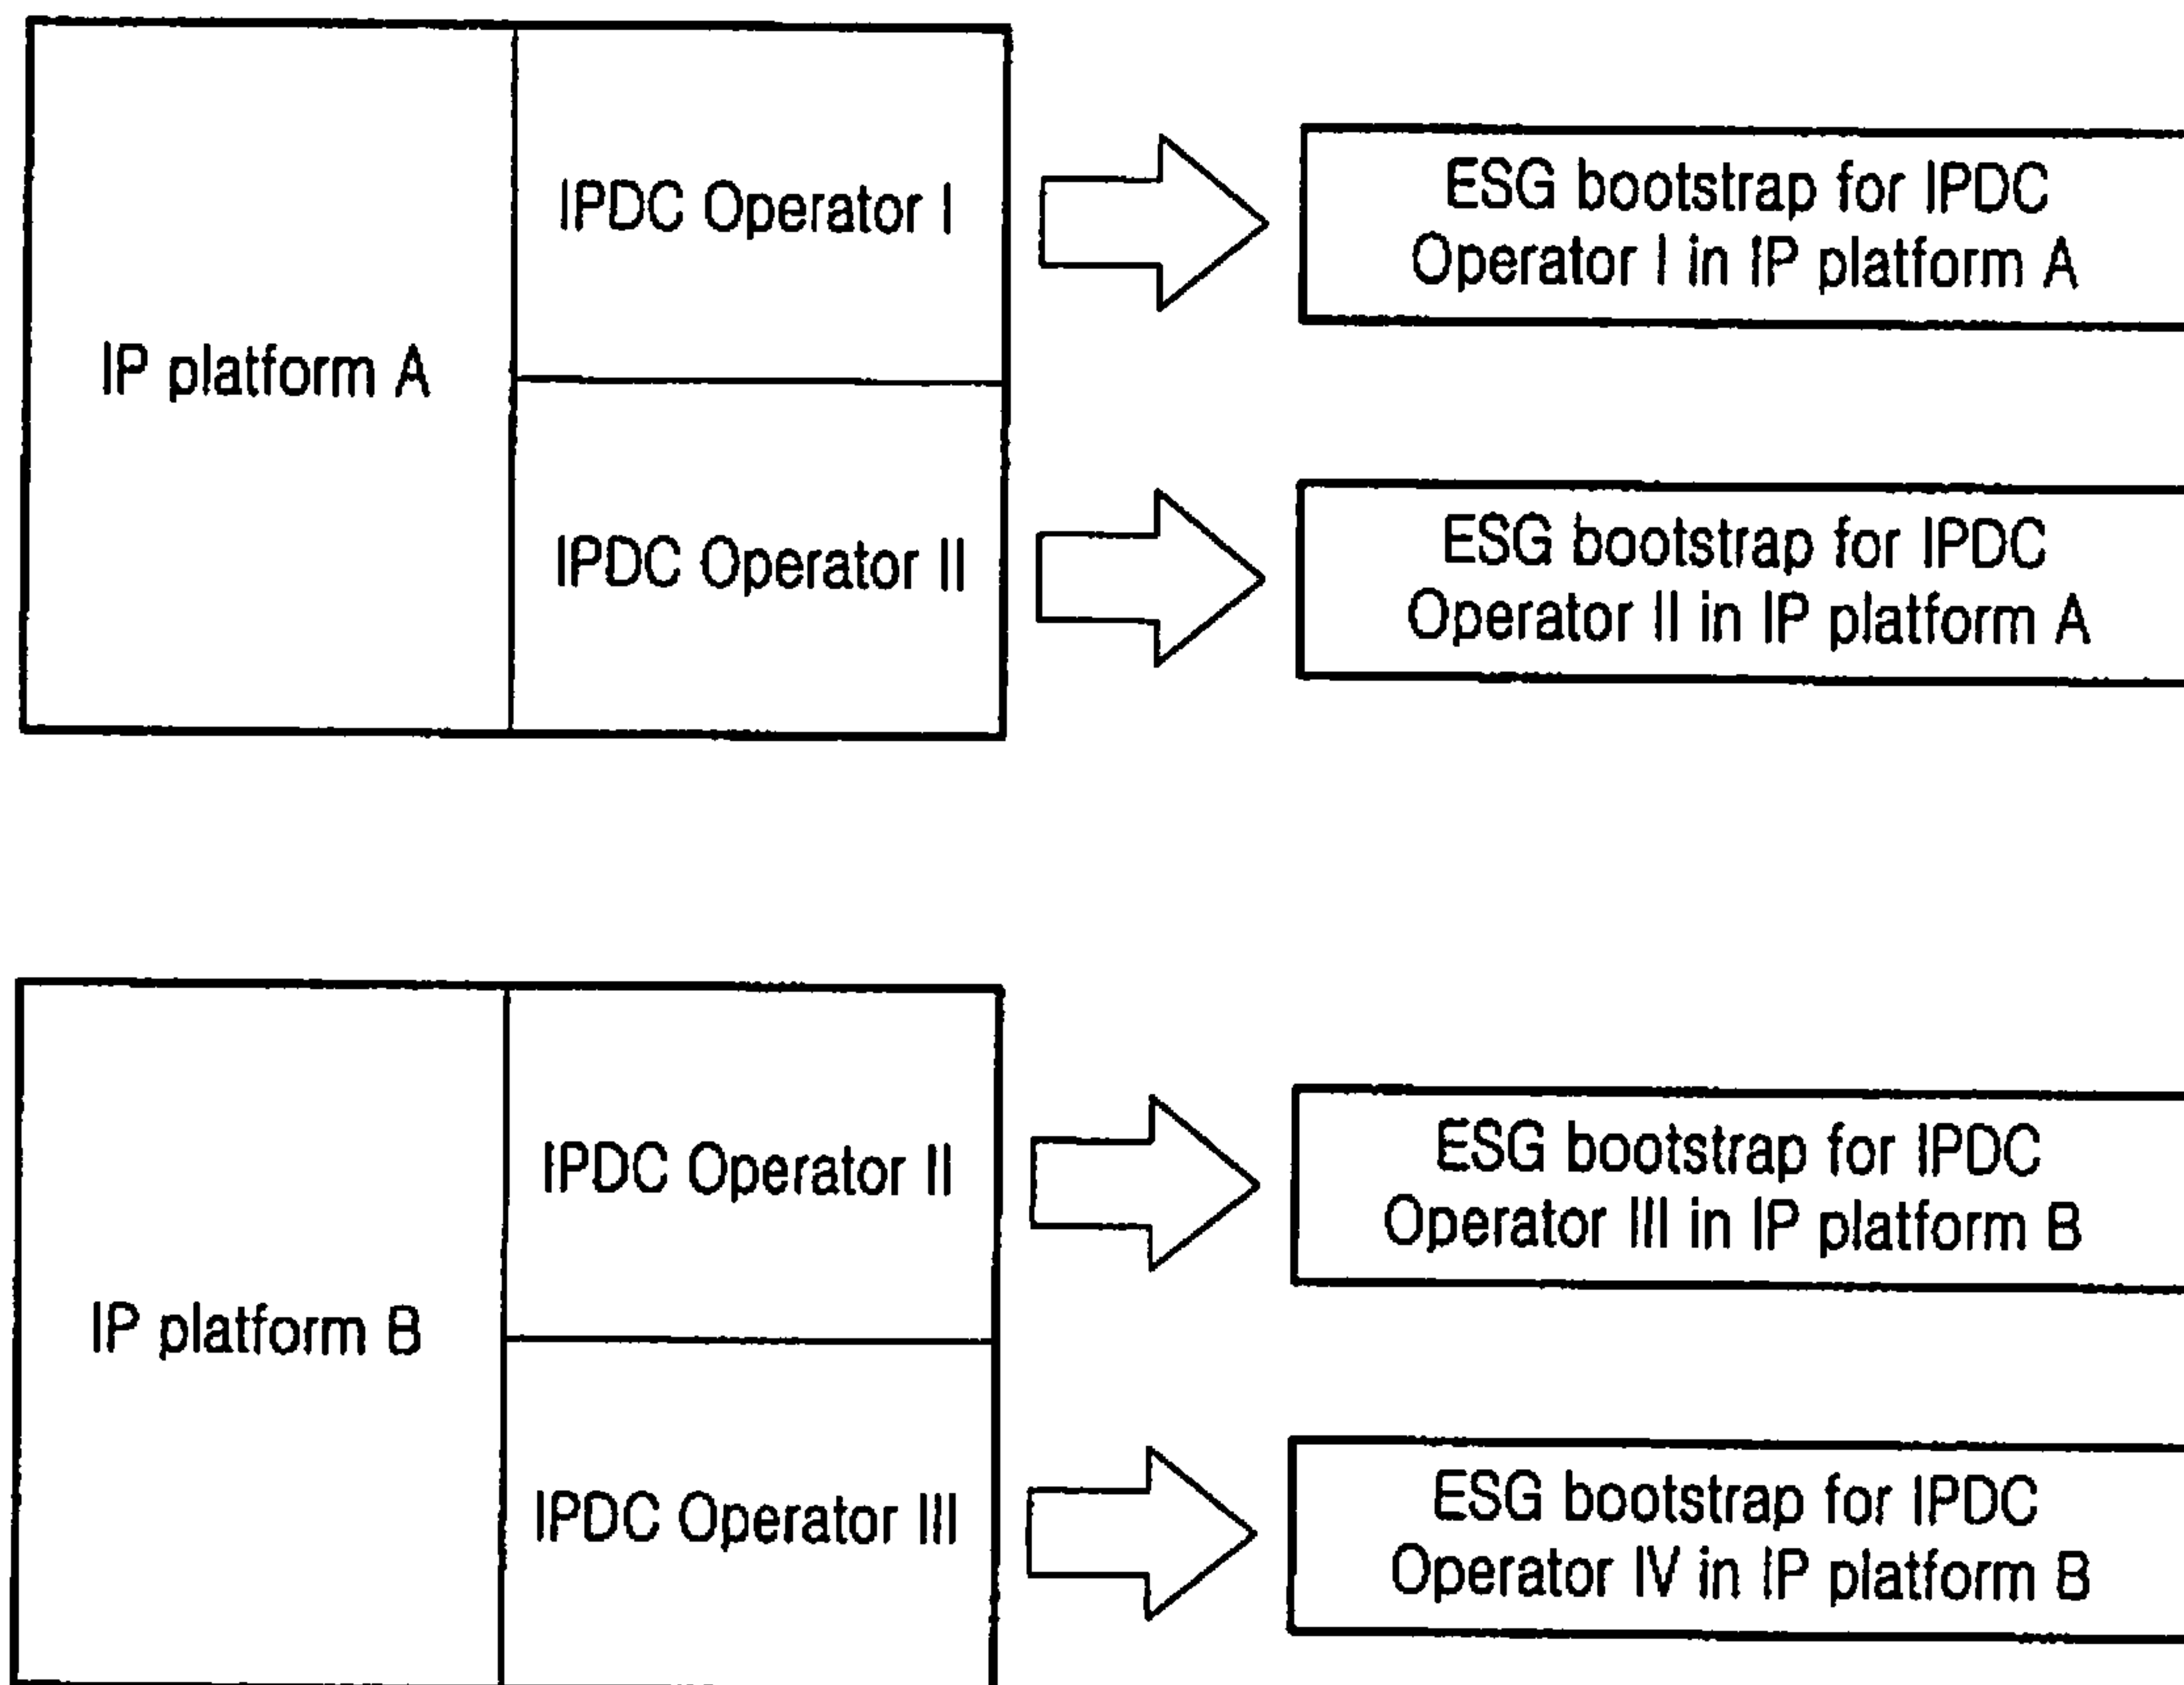 IPDC Operator I
ESG bootstrap for IPDC
Operator I in IP platform A
IP platform A
IPDC Operator II
ESG bootstrap for IPDC
Operator II in IP platform A
IPDC Operator II
ESG bootstrap for IPDC
Operator III in IP platform B
IP platform B
IPDC Operator III
ESG bootstrap for IPDC
Operator IV in IP platform B